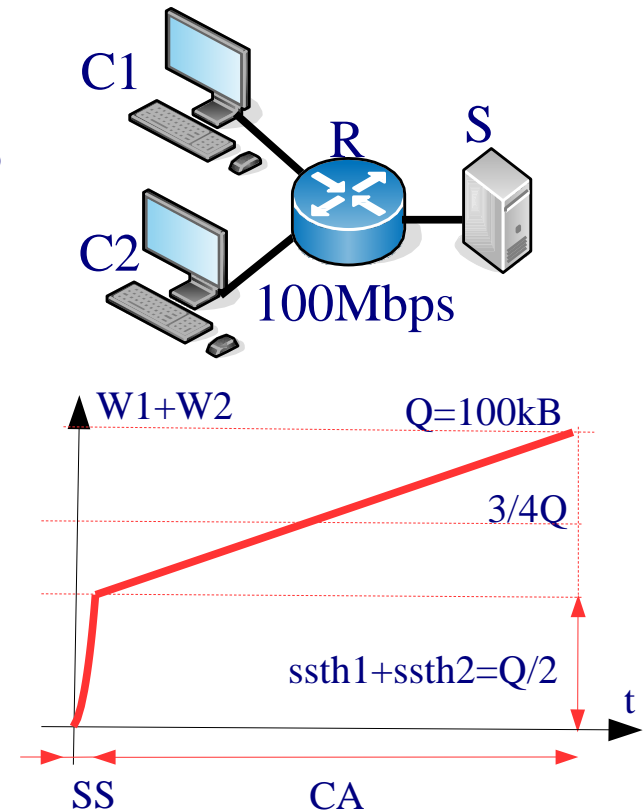 C1
R
S
C2
100Mbps
W1+W2
Q=100kB
3/4Q
ssth1+ssth2=Q/2
t
SS
CA